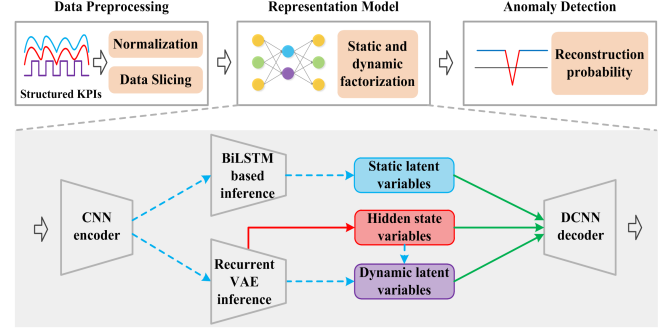 Data Preprocessing
Representation Model
Anomaly Detection
Structured KPIs
Normalization
Data Slicing
Static and
dynamic
factorization
Reconstruction
probability
CNN
encoder
BiLSTM
based
inference
Recurrent
VAE
inference
Static latent
variables
Hidden state
variables
Dynamic latent
variables
DCNN
decoder